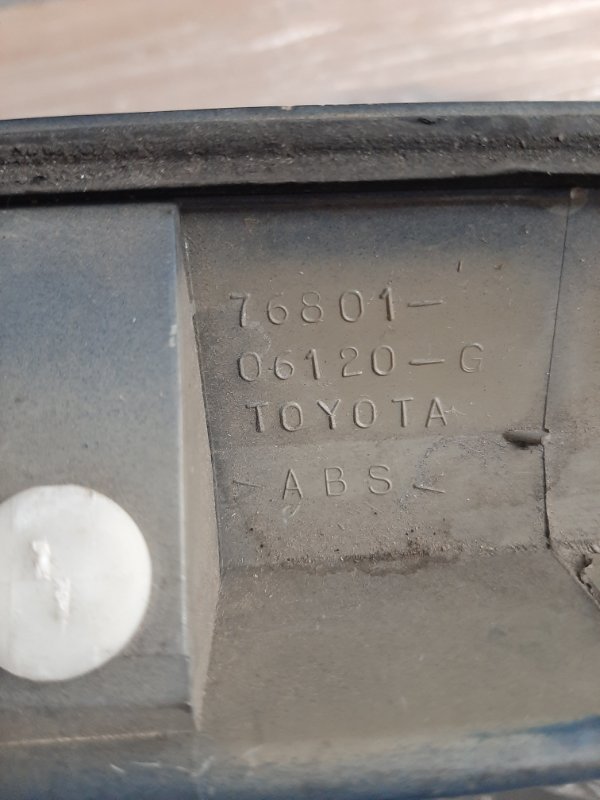 76801-
06120-G
TOYOTA
>ABS<